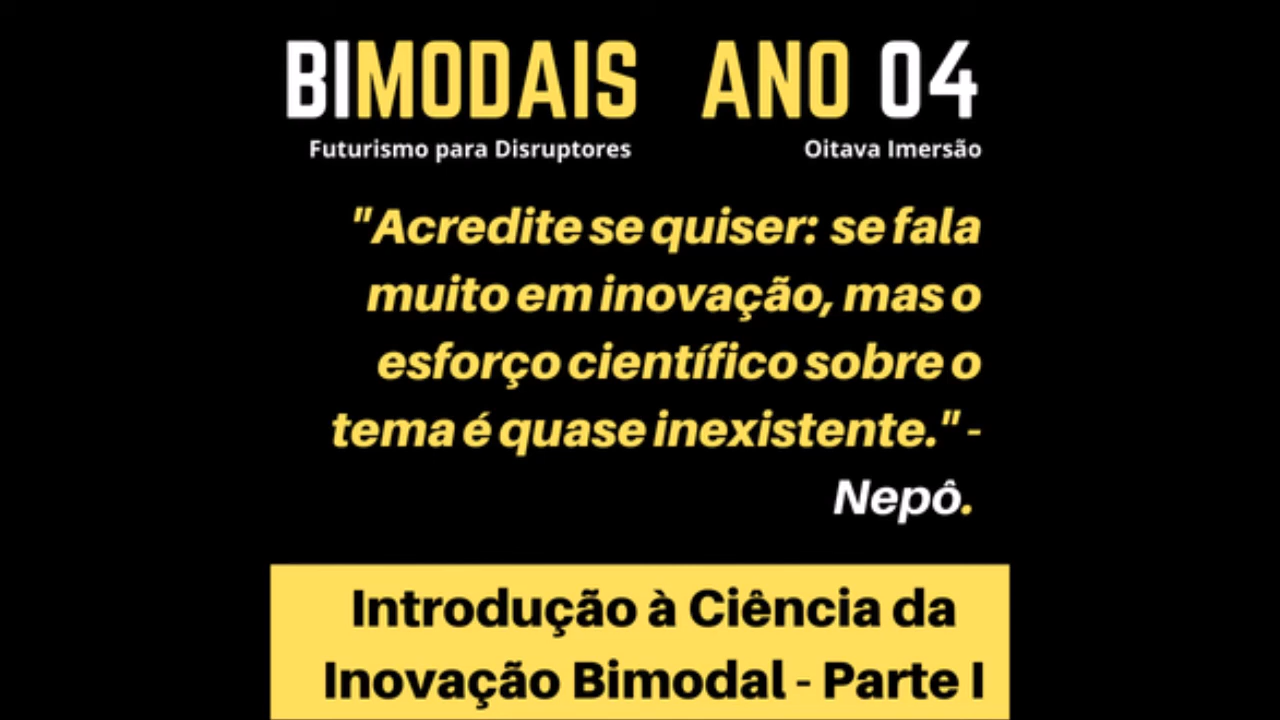 BIMODAIS ANO 04
Futurismo para Disruptores Oitava Imersão
"Acredite se quiser: se fala
muito em inovação, mas o
esforço científico sobre o
tema é quase inexistente." -
Nepô.
Introdução à Ciência da
Inovação Bimodal - Parte I